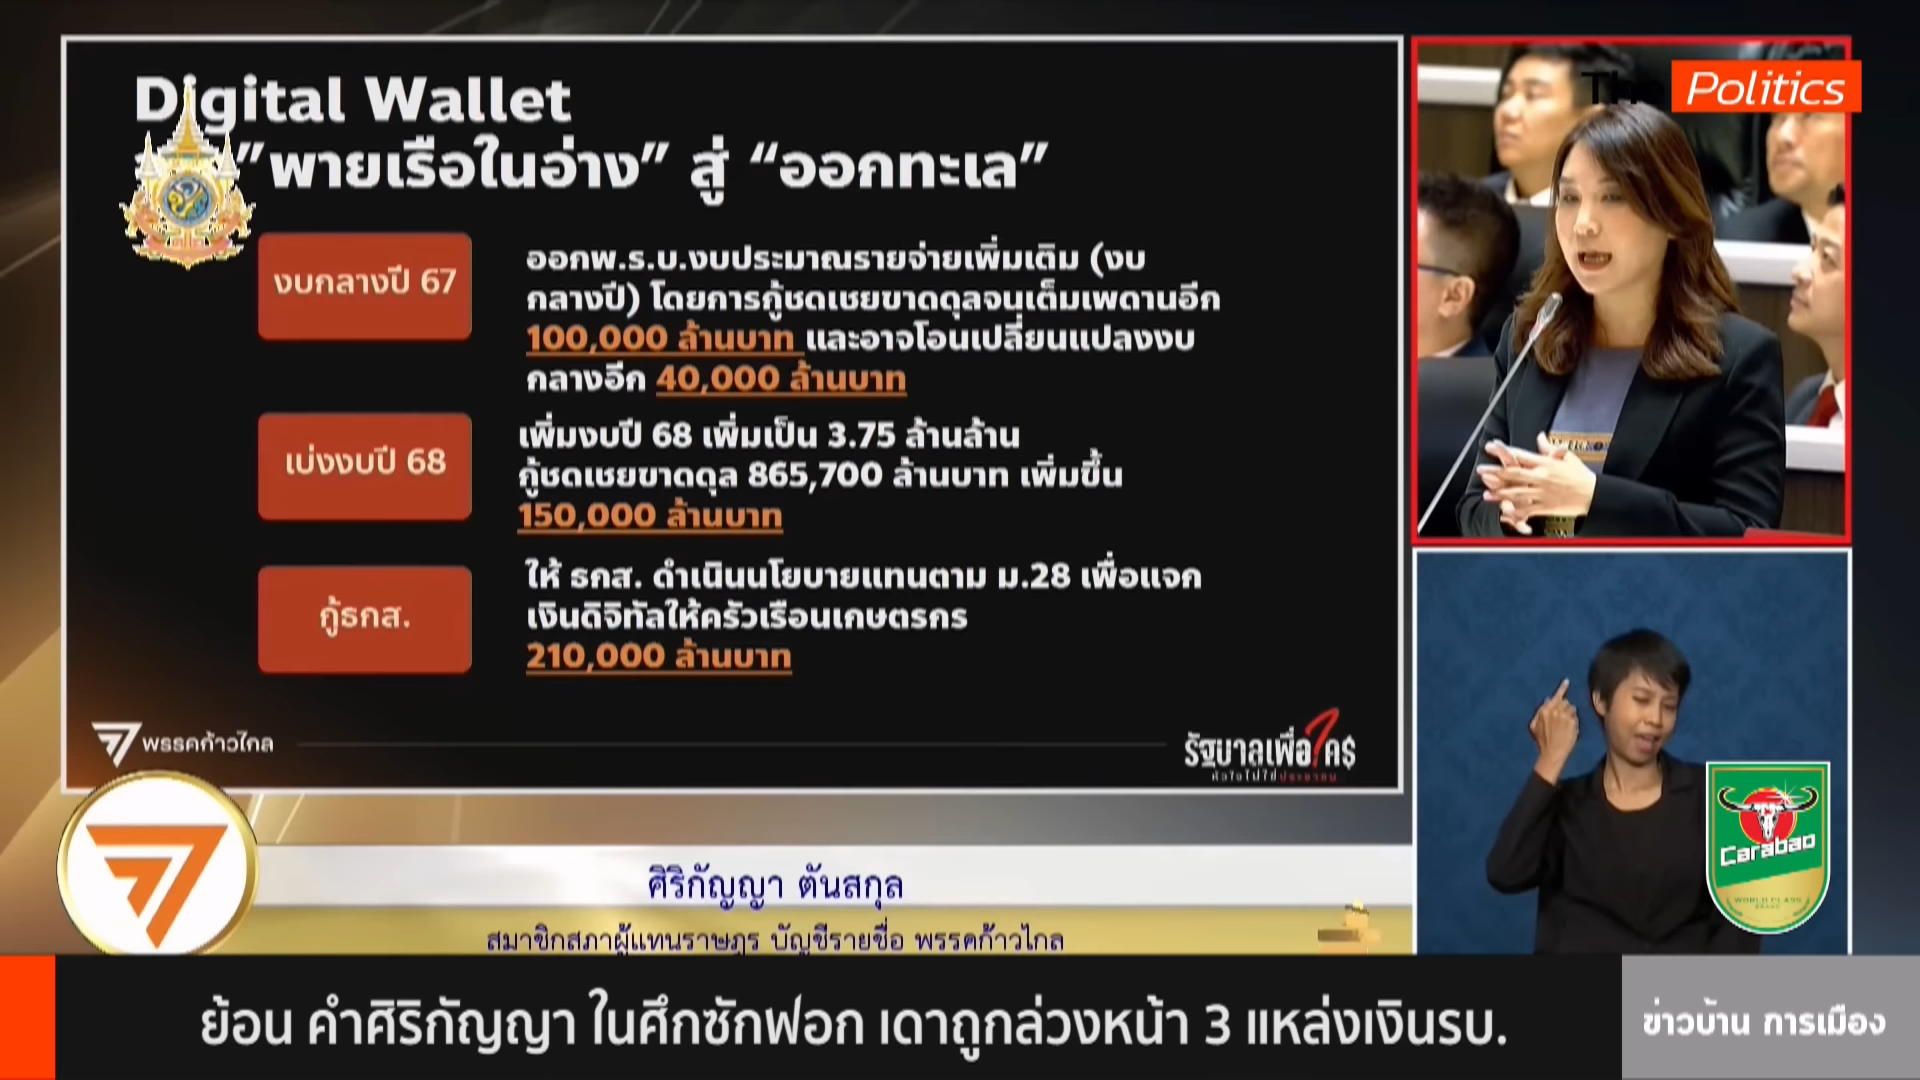 Digital Wallet
”พายเรือในอ่าง” สู่ “ออกทะเล”
งบกลางปี 67
ออกพ.ร.บ.งบประมาณรายจ่ายเพิ่มเติม (งบ
กลางปี) โดยการกู้ชดเชยขาดดุลจนเต็มเพดานอีก
100,000 ล้านบาท และอาจโอนเปลี่ยนแปลงงบ
กลางอีก 40,000 ล้านบาท
เบ่งงบปี 68
เพิ่มงบปี 68 เพิ่มเป็น 3.75 ล้านล้าน
กู้ชดเชยขาดดุล 865,700 ล้านบาท เพิ่มขึ้น
150,000 ล้านบาท
กู้ธกส.
ให้ ธกส. ดำเนินนโยบายแทนตาม ม.28 เพื่อแจก
เงินดิจิทัลให้ครัวเรือนเกษตรกร
210,000 ล้านบาท
พรรคก้าวไกล
รัฐบาลเพื่อใคร$
หัวใจไม่ใช่ประชาชน
The Politics
Carabao
WORLD CLASS
BRAND
ศิริกัญญา ตันสกุล
สมาชิกสภาผู้แทนราษฎร บัญชีรายชื่อ พรรคก้าวไกล
ย้อน คำศิริกัญญา ในศึกซักฟอก เดาถูกล่วงหน้า 3 แหล่งเงินรบ.
ข่าวบ้าน การเมือง